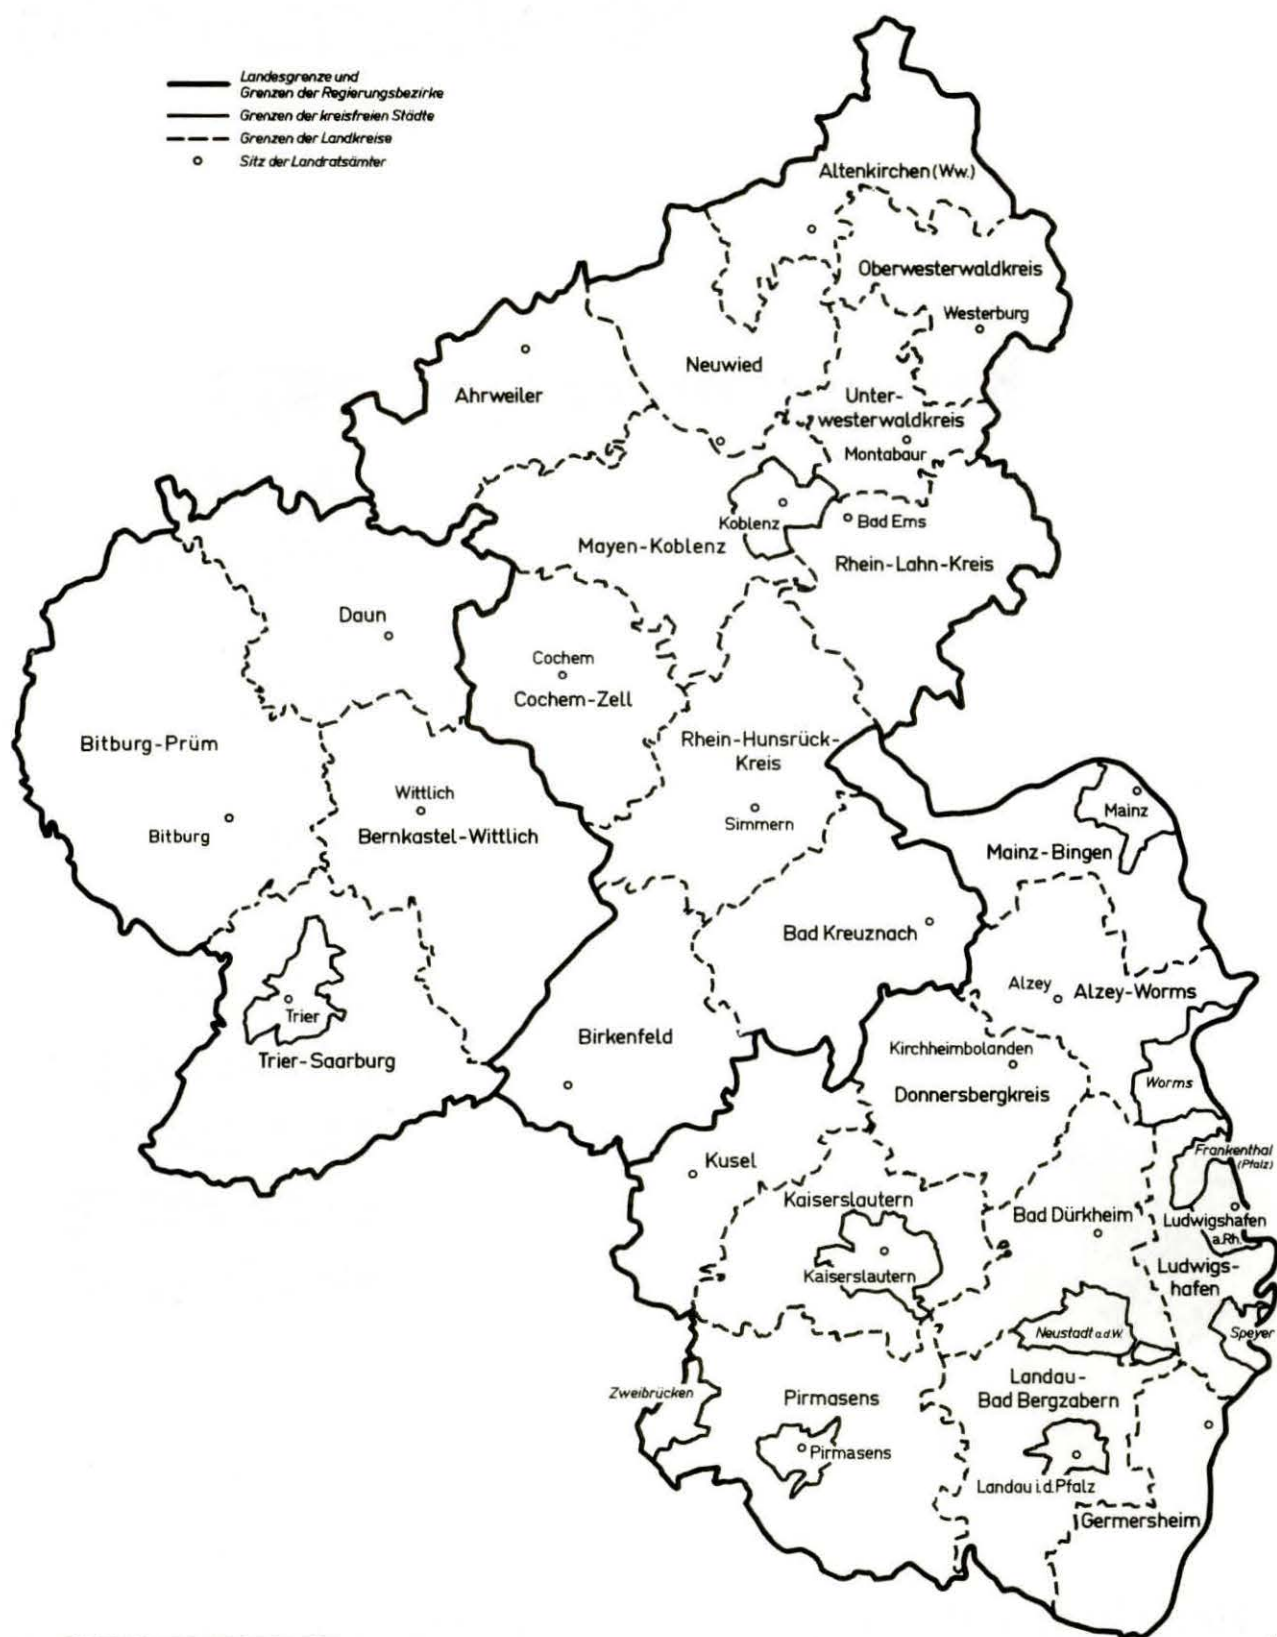 Landesgrenze und
Grenzen der Regierungsbezirke
Grenzen der kreisfreien Städte
Grenzen der Landkreise
Sitz der Landratsämter
Altenkirchen (Ww.)
Oberwesterwaldkreis
Westerburg
Neuwied
Ahrweiler
Unter-
westerwaldkreis
Montabaur
Koblenz
Bad Ems
Mayen-Koblenz
Rhein-Lahn-Kreis
Daun
Cochem
Cochem-Zell
Bitburg-Prüm
Rhein-Hunsrück-
Kreis
Wittlich
Simmern
Mainz
Bitburg
Bernkastel-Wittlich
Mainz-Bingen
Bad Kreuznach
Alzey
Alzey-Worms
Trier
Birkenfeld
Kirchheimbolanden
Trier-Saarburg
Worms
Donnersbergkreis
Frankenthal
(Pfalz)
Kusel
Kaiserslautern
Bad Dürkheim
Ludwigshafen
a.Rh.
Kaiserslautern
Ludwigs-
hafen
Neustadt a.d.W.
Speyer
Landau-
Bad Bergzabern
Zweibrücken
Pirmasens
Pirmasens
Landau i.d.Pfalz
Germersheim